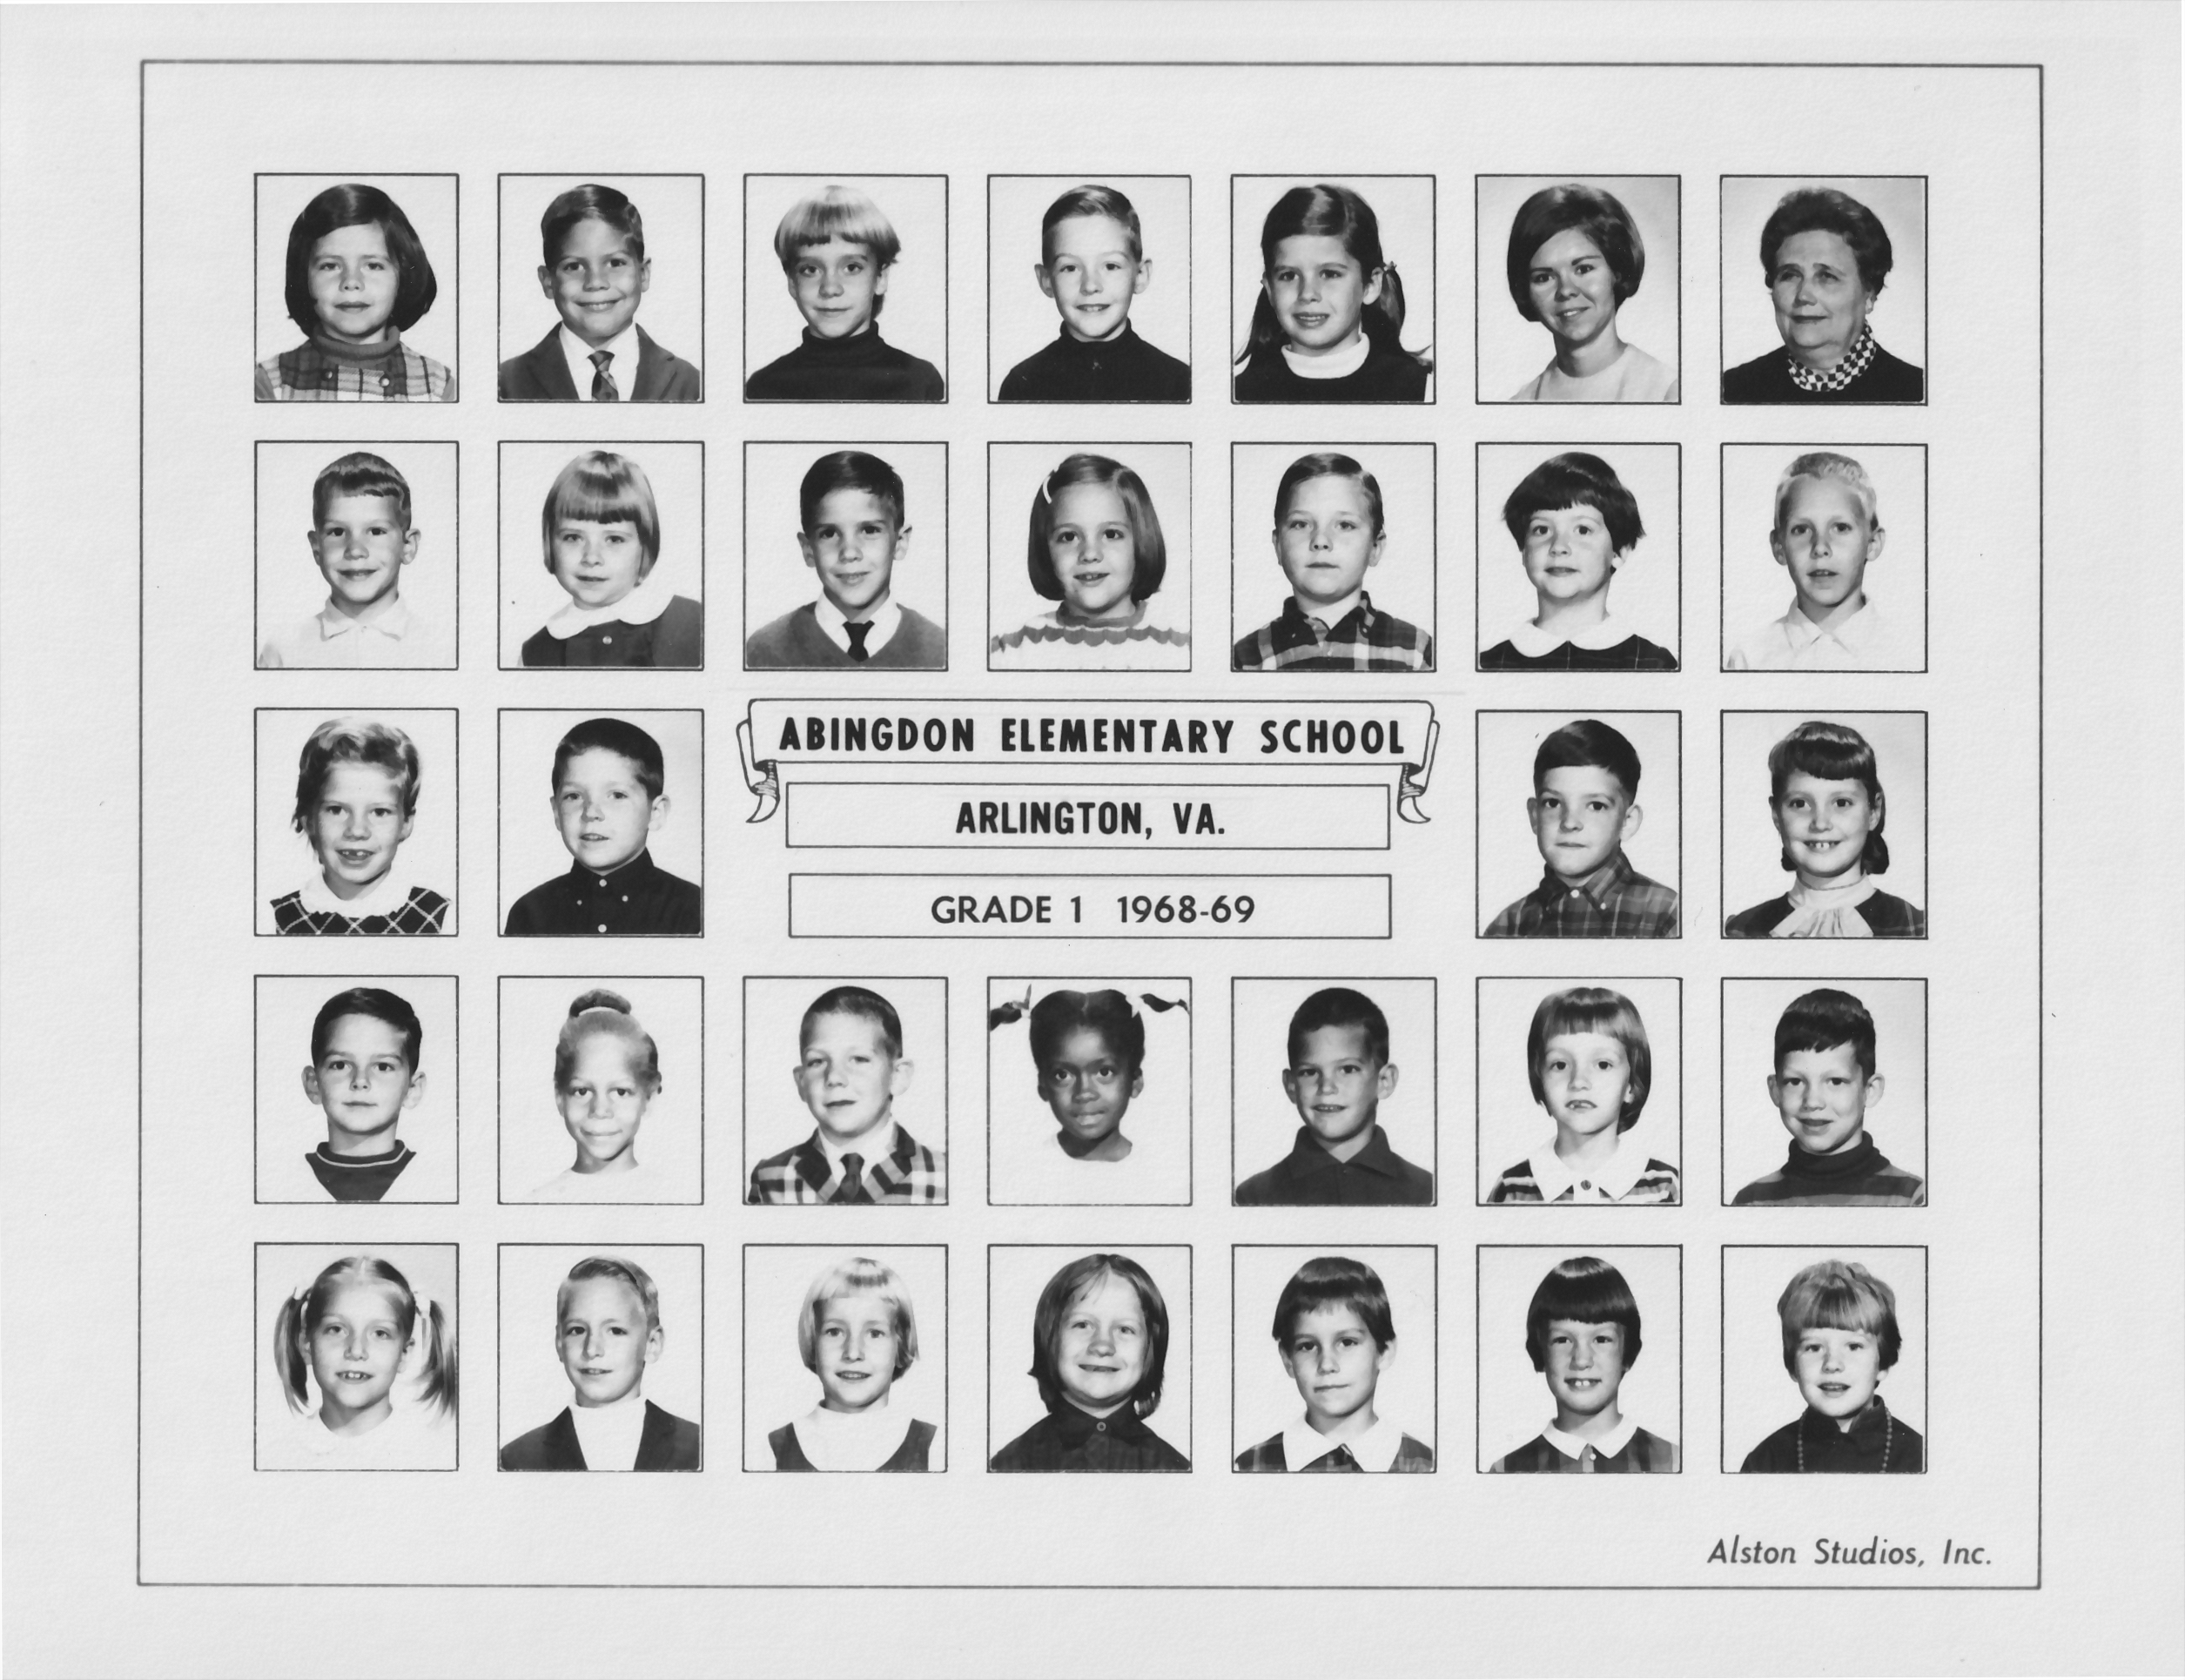 ABINGDON ELEMENTARY SCHOOL
ARLINGTON, VA.
GRADE 1 1968-69
Alston Studios, Inc.